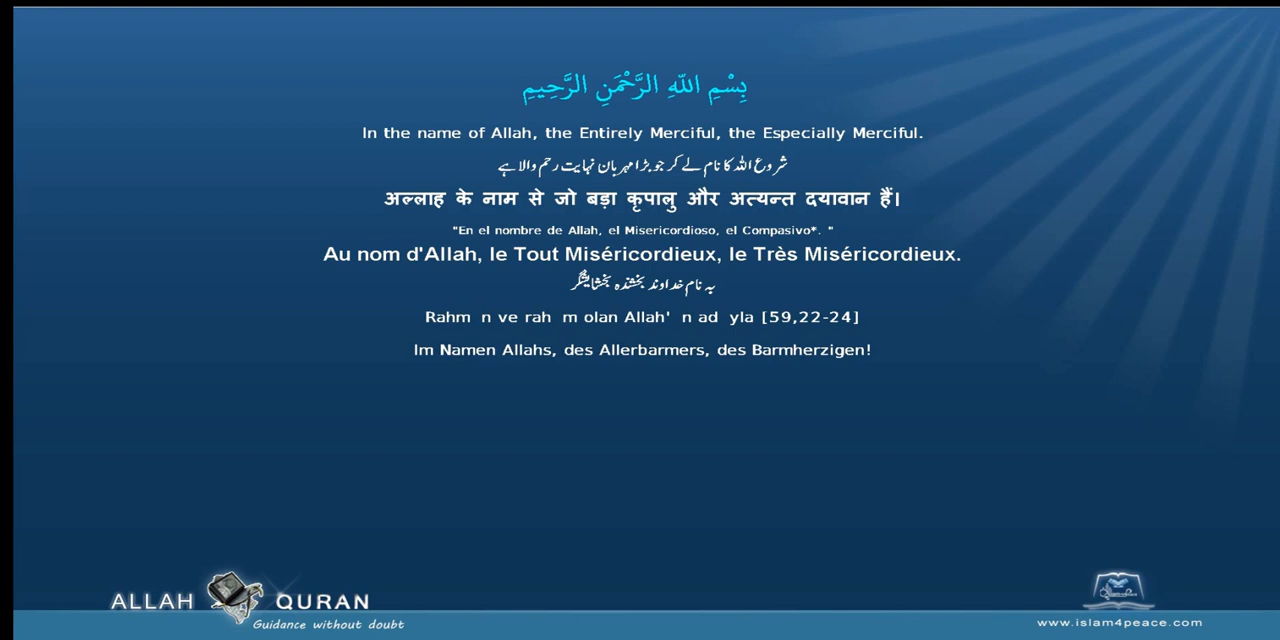 بِسْمِ اللّهِ الرَّحْمَنِ الرَّحِيمِ
In the name of Allah, the Entirely Merciful, the Especially Merciful.
شروع اللہ کا نام لے کر جو بڑا مہربان نہایت رحم والا ہے
अल्लाह के नाम से जो बड़ा कृपालु और अत्यन्त दयावान हैं।
"En el nombre de Allah, el Misericordioso, el Compasivo*. "
Au nom d'Allah, le Tout Miséricordieux, le Très Miséricordieux.
به نام خداوند بخشنده بخشایشگر
Rahm n ve rah m olan Allah' n ad yla [59,22-24]
Im Namen Allahs, des Allerbarmers, des Barmherzigen!
ALLAH QURAN
Guidance without doubt
www.islam4peace.com